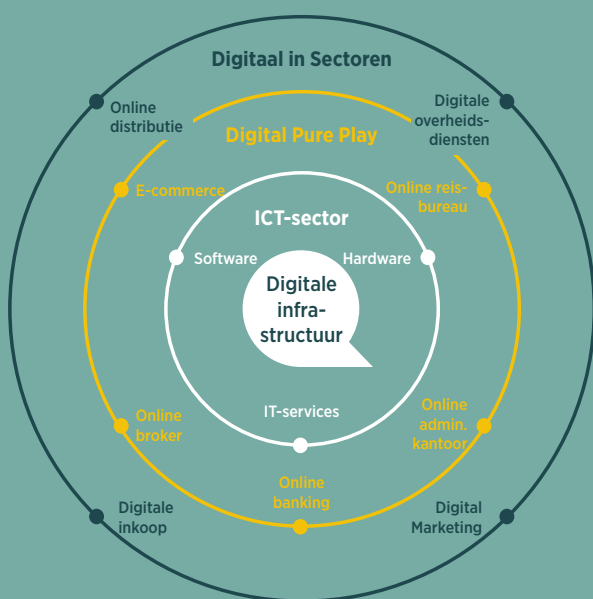 Digitaal in Sectoren
Online
distributie
Digitale
overheids-
diensten
Digital Pure Play
E-commerce
Online reis-
bureau
ICT-sector
Software
Hardware
Digitale
infra-
structuur
IT-services
Online
broker
Online
admin.
kantoor
Online
banking
Digitale
inkoop
Digital
Marketing